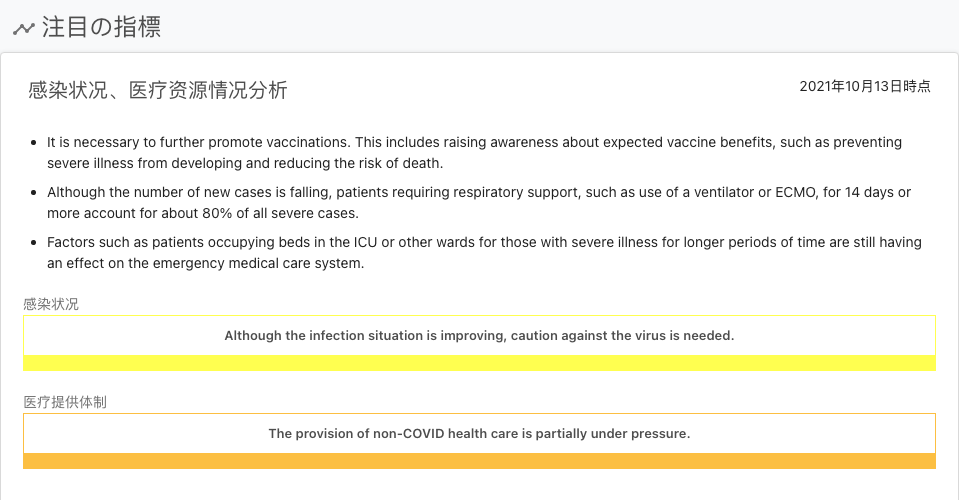 注目の指標
感染状况、医疗资源情况分析
2021年10月13日時点
It is necessary to further promote vaccinations. This includes raising awareness about expected vaccine benefits, such as preventing
severe illness from developing and reducing the risk of death.
Although the number of new cases is falling, patients requiring respiratory support, such as use of a ventilator or ECMO, for 14 days or
more account for about 80% of all severe cases.
Factors such as patients occupying beds in the ICU or other wards for those with severe illness for longer periods of time are still having
an effect on the emergency medical care system.
感染状况
Although the infection situation is improving, caution against the virus is needed.
医疗提供体制
The provision of non-COVID health care is partially under pressure.